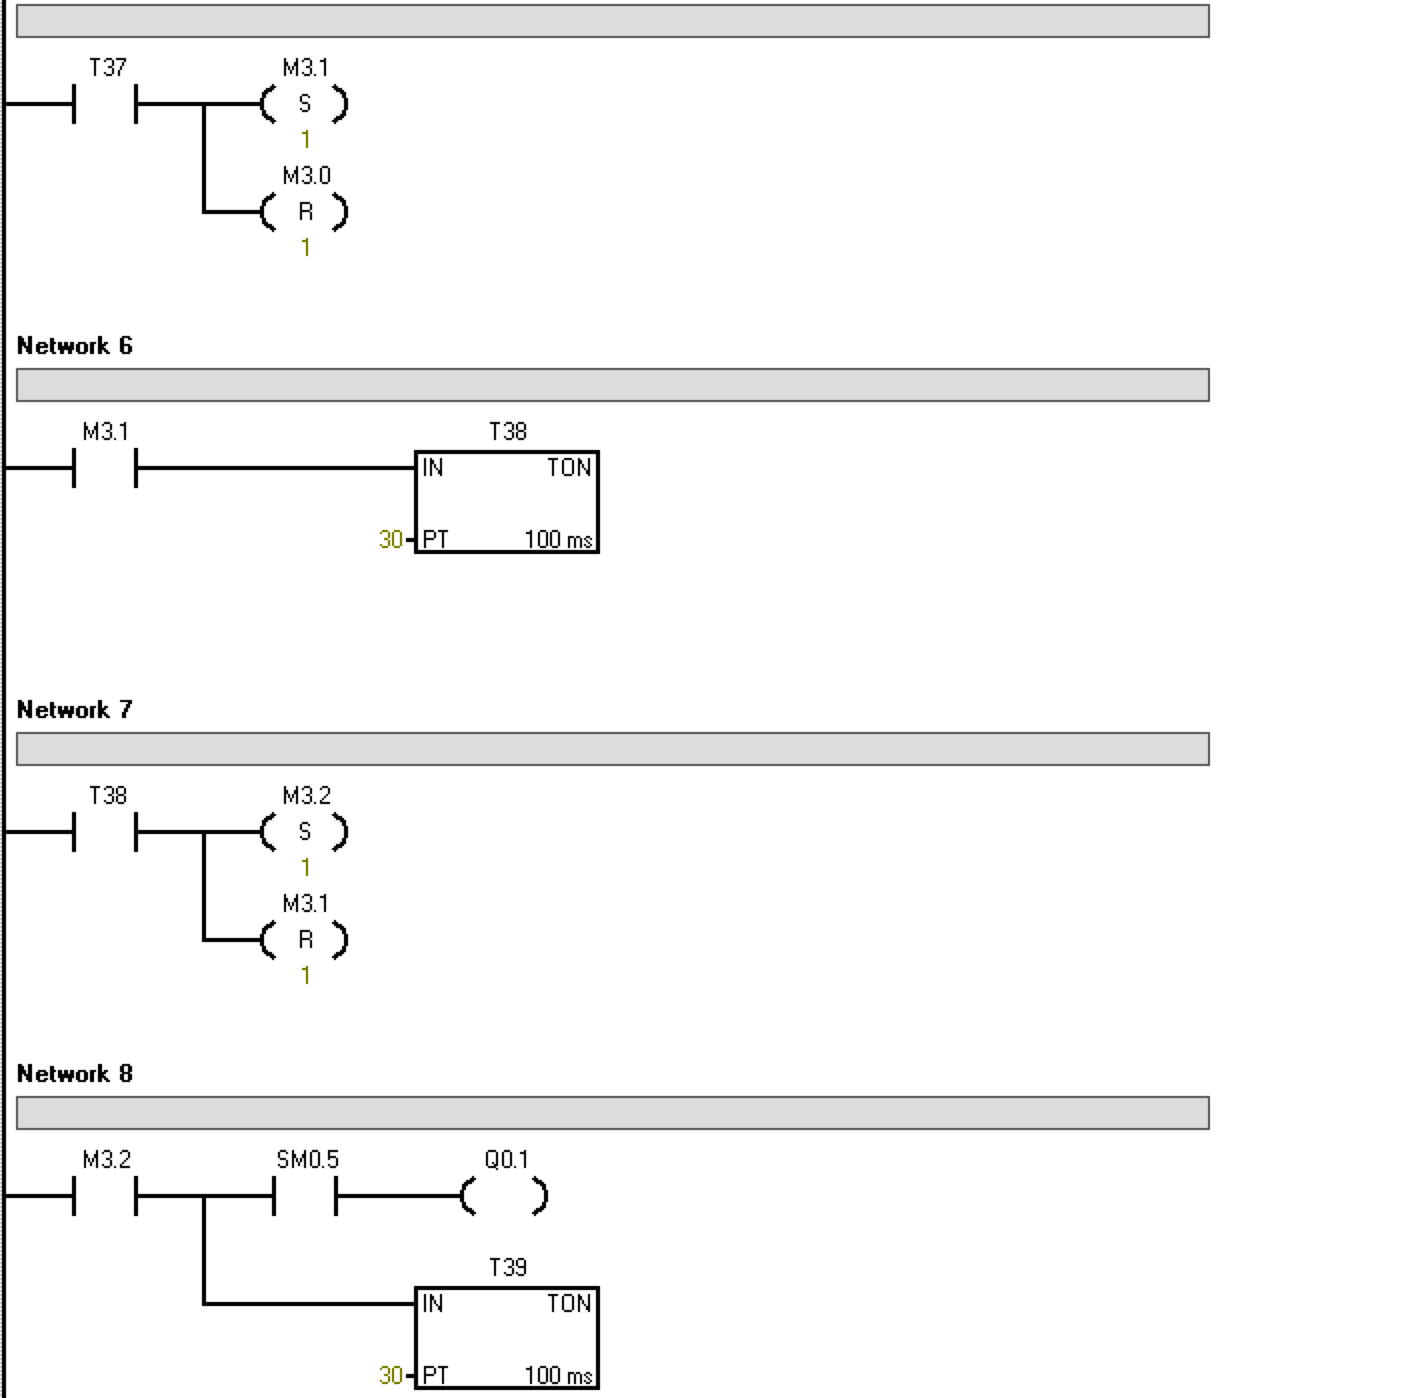 T37 M3.1
S
1
M3.0
R
1
Network 6
M3.1 T38
IN TON
30 PT 100 ms
Network 7
T38 M3.2
S
1
M3.1
R
1
Network 8
M3.2 SM0.5 Q0.1
T39
IN TON
30 PT 100 ms